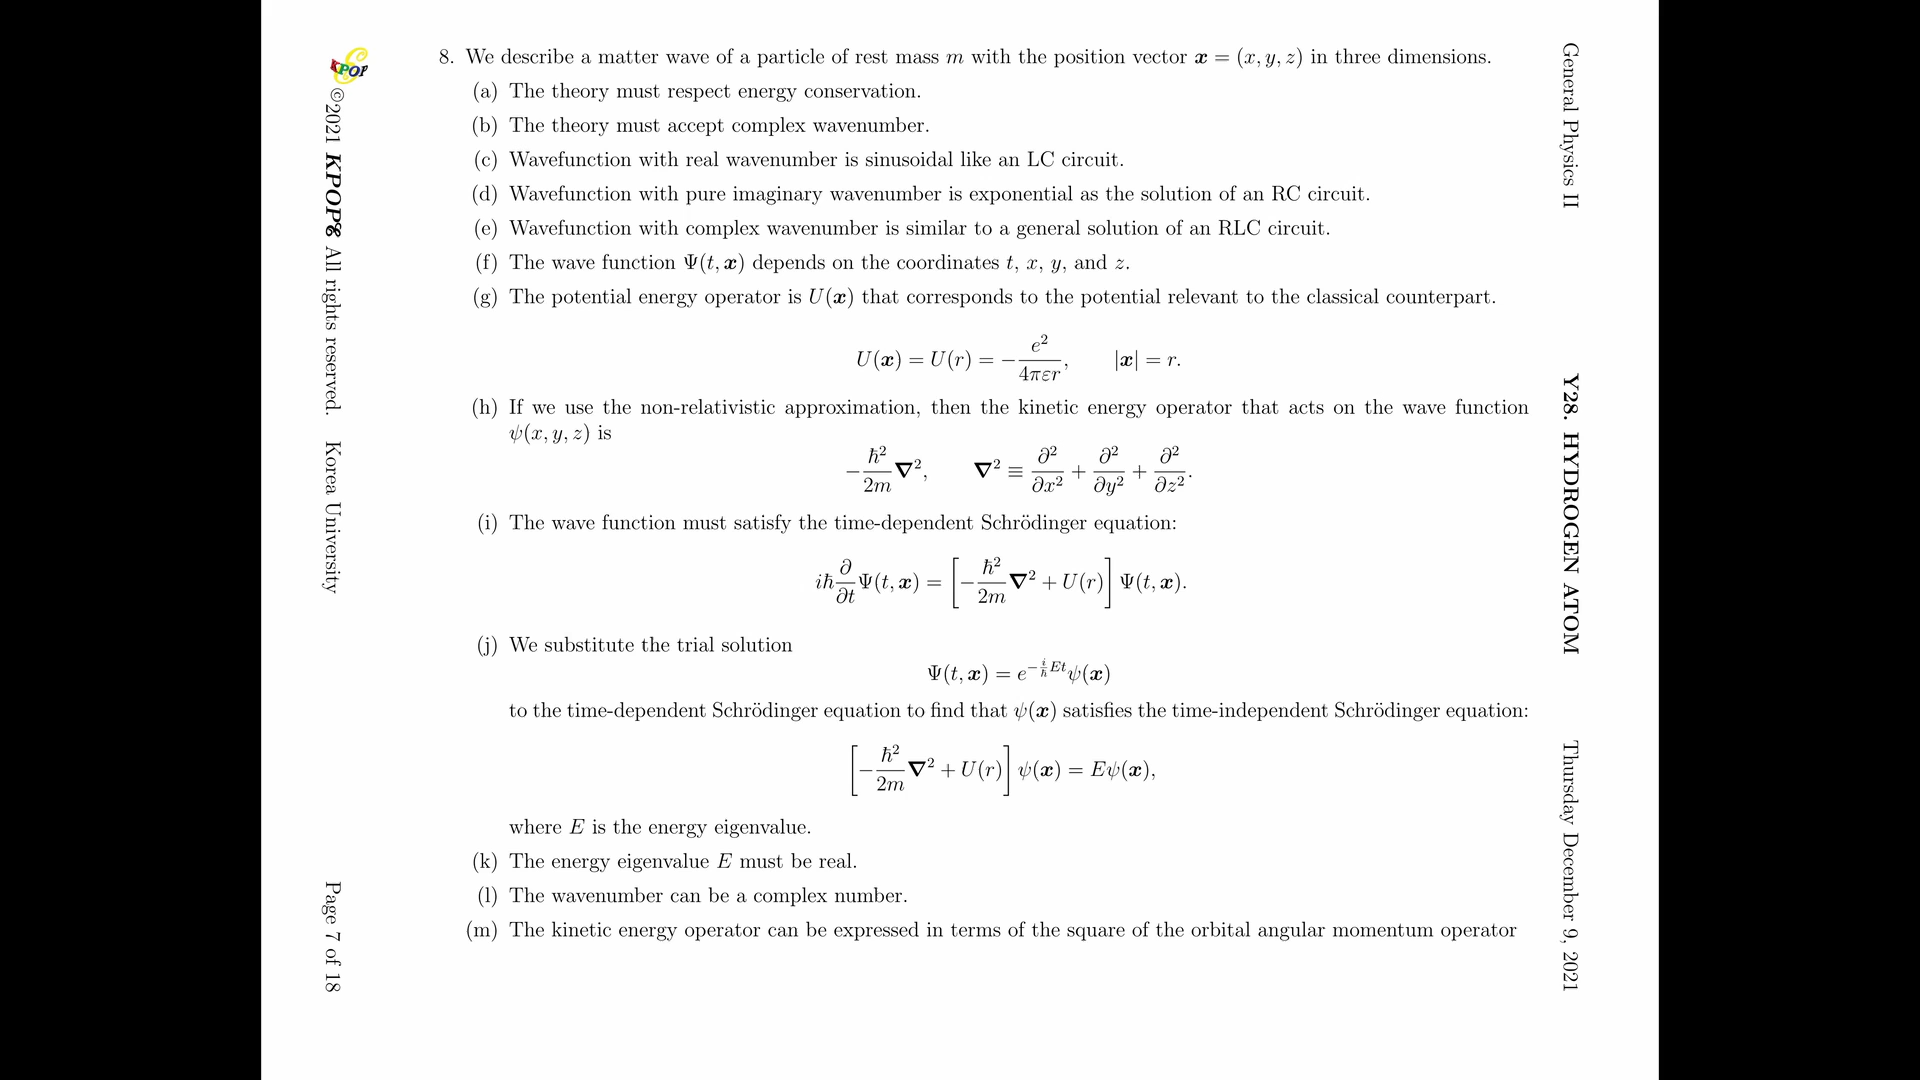 8. We describe a matter wave of a particle of rest mass m with the position vector 𝒙 = (x, y, z) in three dimensions.
(a) The theory must respect energy conservation.
(b) The theory must accept complex wavenumber.
(c) Wavefunction with real wavenumber is sinusoidal like an LC circuit.
(d) Wavefunction with pure imaginary wavenumber is exponential as the solution of an RC circuit.
(e) Wavefunction with complex wavenumber is similar to a general solution of an RLC circuit.
(f) The wave function Ψ(t, 𝒙) depends on the coordinates t, x, y, and z.
(g) The potential energy operator is U(𝒙) that corresponds to the potential relevant to the classical counterpart.
U(𝒙) = U(r) = −e²/4πεr, |𝒙| = r.
(h) If we use the non-relativistic approximation, then the kinetic energy operator that acts on the wave function
ψ(x, y, z) is
−ħ²/2m ∇², ∇² ≡ ∂²/∂x² + ∂²/∂y² + ∂²/∂z².
(i) The wave function must satisfy the time-dependent Schrödinger equation:
iħ ∂/∂t Ψ(t, 𝒙) = [−ħ²/2m ∇² + U(r)] Ψ(t, 𝒙).
(j) We substitute the trial solution
Ψ(t, 𝒙) = e^{−(i/ħ)Et} ψ(𝒙)
to the time-dependent Schrödinger equation to find that ψ(𝒙) satisfies the time-independent Schrödinger equation:
[−ħ²/2m ∇² + U(r)] ψ(𝒙) = Eψ(𝒙),
where E is the energy eigenvalue.
(k) The energy eigenvalue E must be real.
(l) The wavenumber can be a complex number.
(m) The kinetic energy operator can be expressed in terms of the square of the orbital angular momentum operator
General Physics II Y28. HYDROGEN ATOM Thursday December 9, 2021
KPOPE
©2021 KPOPE All rights reserved. Korea University Page 7 of 18